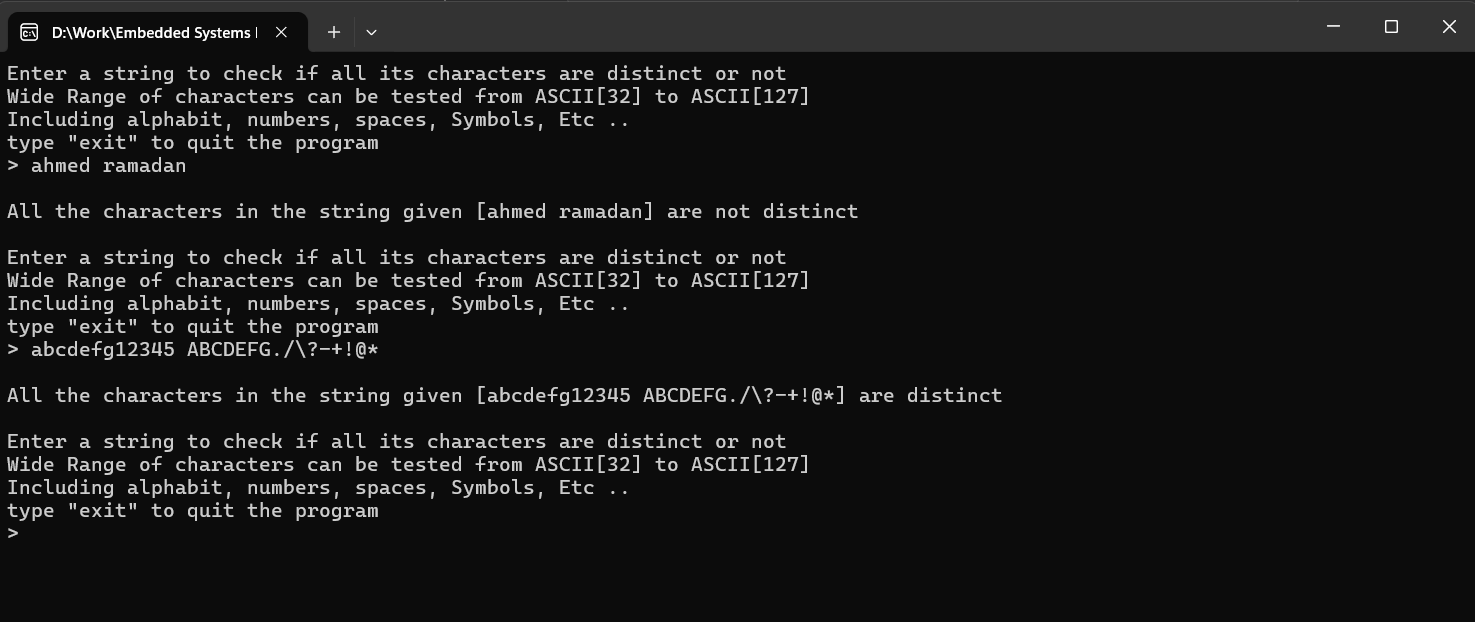 D:\Work\Embedded Systems
Enter a string to check if all its characters are distinct or not
Wide Range of characters can be tested from ASCII[32] to ASCII[127]
Including alphabit, numbers, spaces, Symbols, Etc ..
type "exit" to quit the program
> ahmed ramadan
All the characters in the string given [ahmed ramadan] are not distinct
Enter a string to check if all its characters are distinct or not
Wide Range of characters can be tested from ASCII[32] to ASCII[127]
Including alphabit, numbers, spaces, Symbols, Etc ..
type "exit" to quit the program
> abcdefg12345 ABCDEFG./\?-+!@*
All the characters in the string given [abcdefg12345 ABCDEFG./\?-+!@*] are distinct
Enter a string to check if all its characters are distinct or not
Wide Range of characters can be tested from ASCII[32] to ASCII[127]
Including alphabit, numbers, spaces, Symbols, Etc ..
type "exit" to quit the program
>